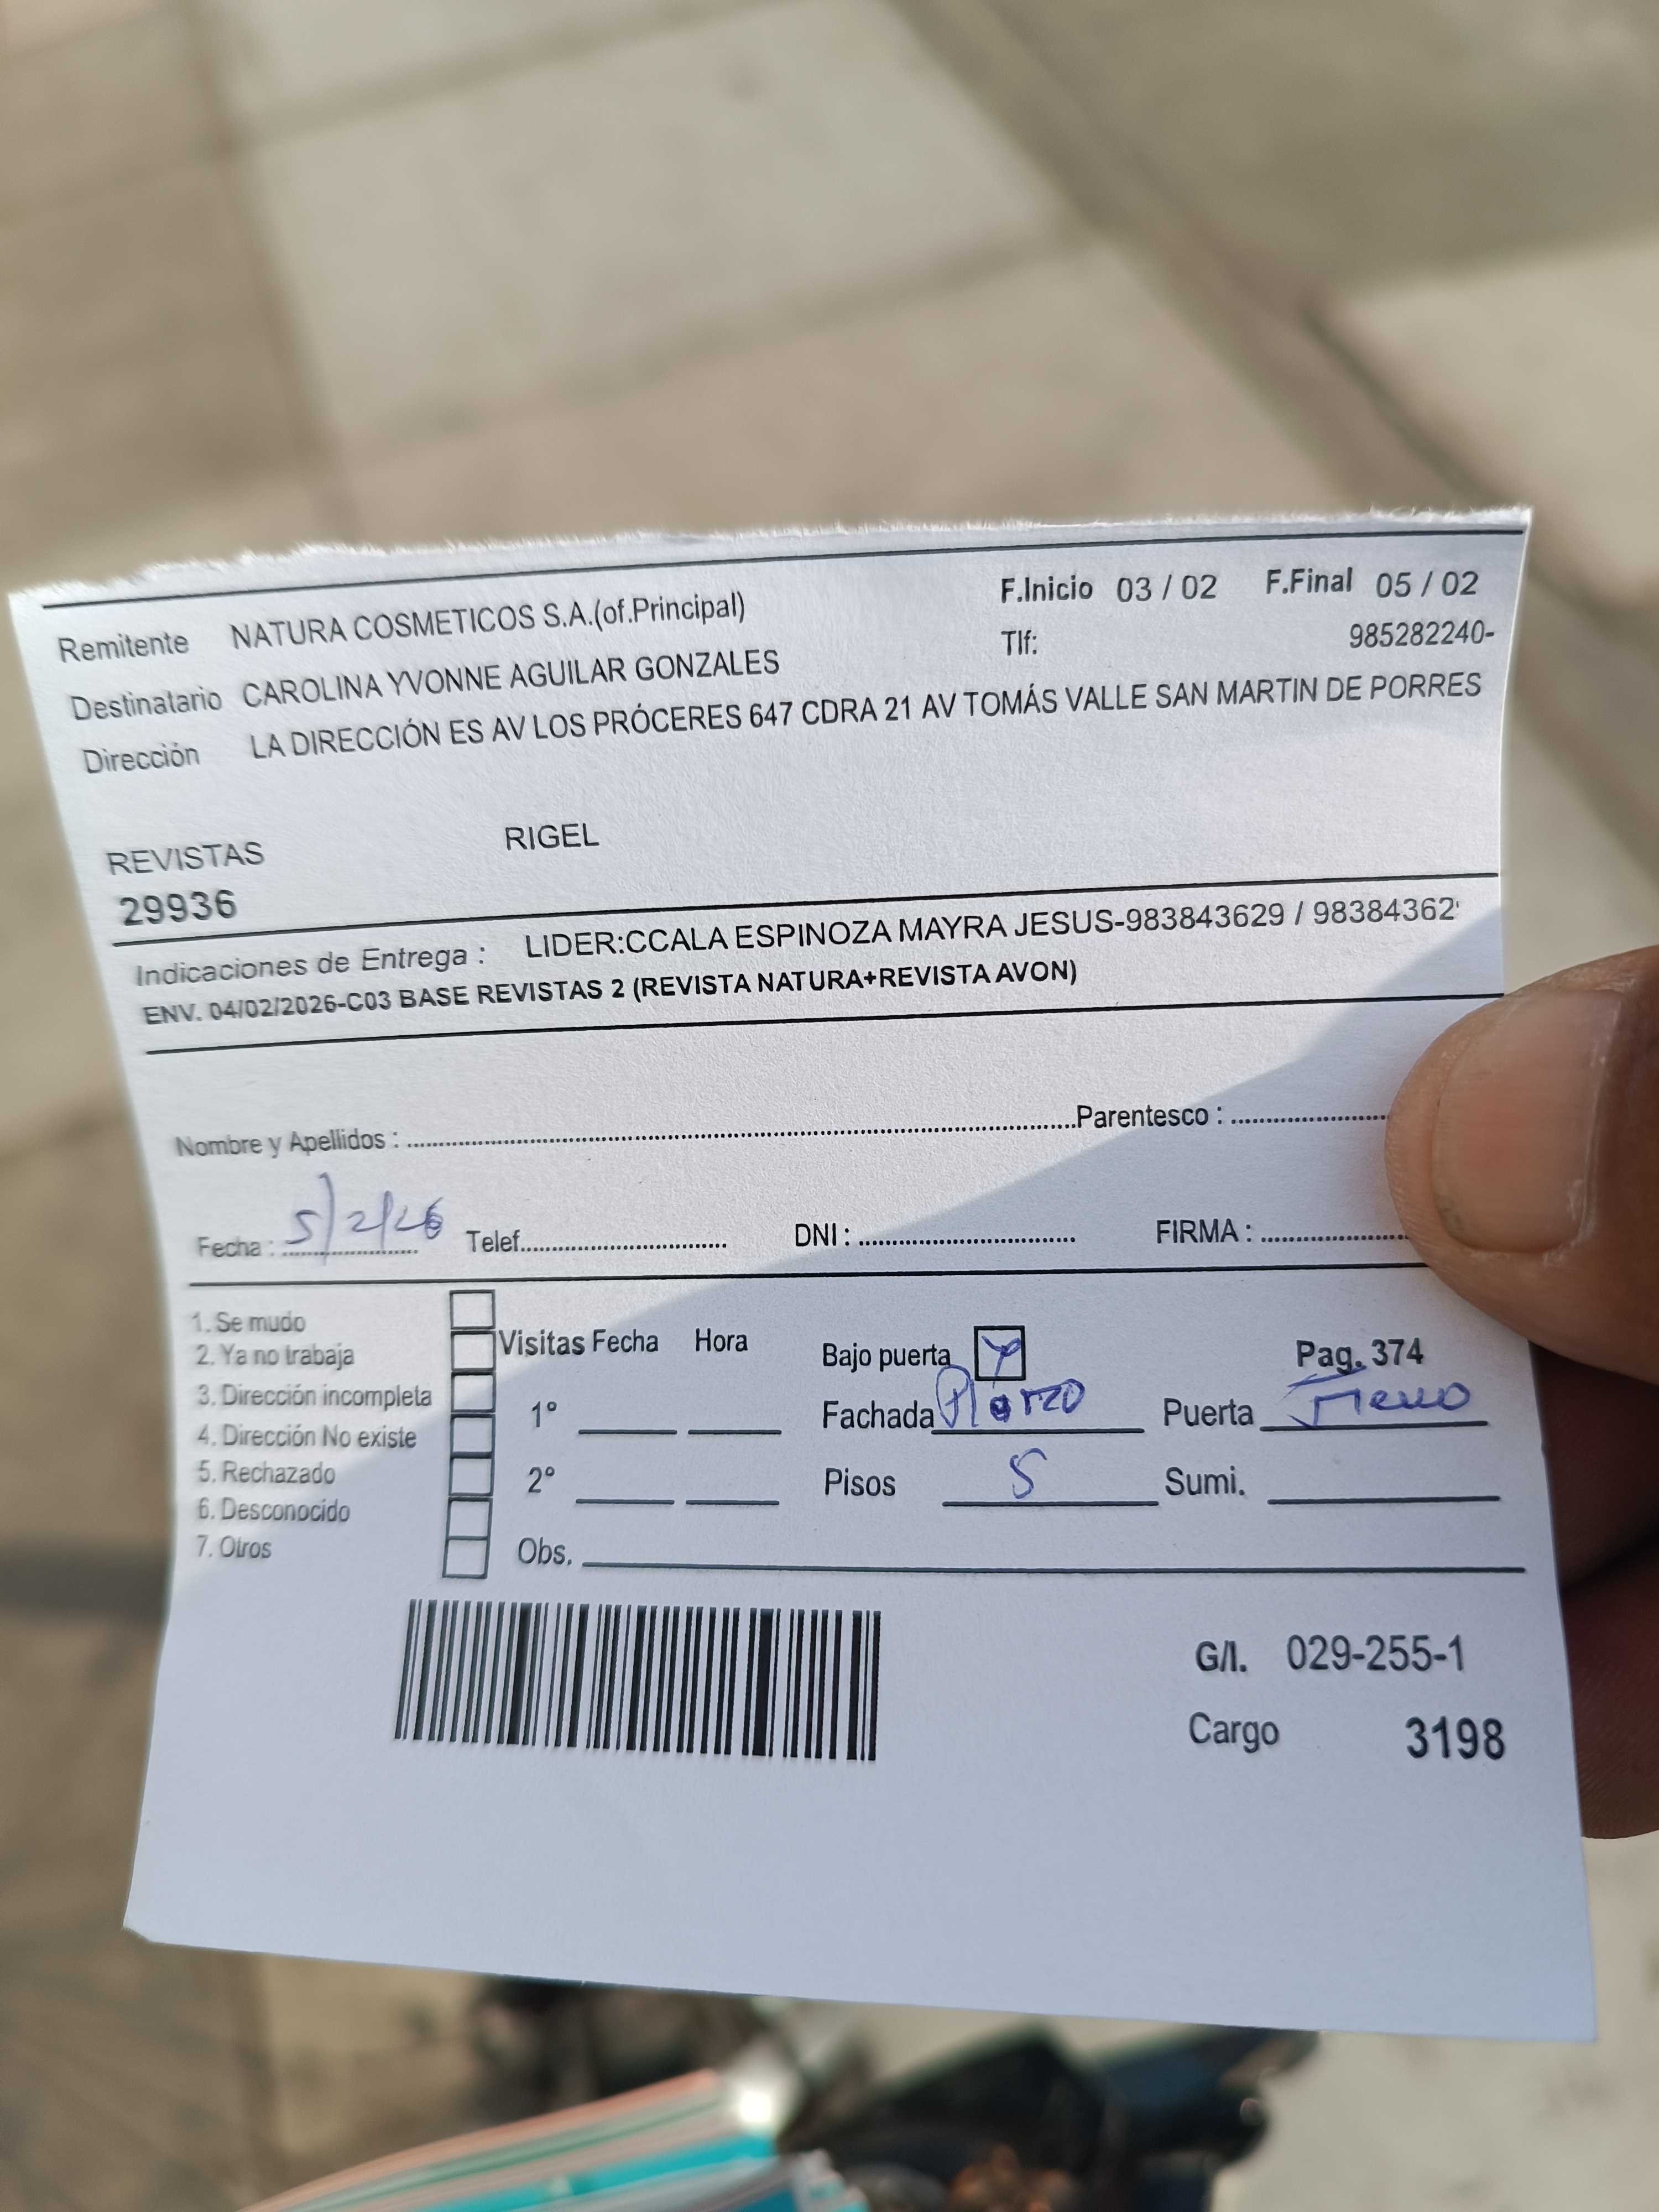 Remitente NATURA COSMETICOS S.A.(of.Principal) F.Inicio 03 / 02 F.Final 05 / 02
Destinatario CAROLINA YVONNE AGUILAR GONZALES Tlf: 985282240-
Dirección LA DIRECCIÓN ES AV LOS PRÓCERES 647 CDRA 21 AV TOMÁS VALLE SAN MARTIN DE PORRES
REVISTAS RIGEL
29936
Indicaciones de Entrega : LIDER:CCALA ESPINOZA MAYRA JESUS-983843629 / 98384362
ENV. 04/02/2026-C03 BASE REVISTAS 2 (REVISTA NATURA+REVISTA AVON)
Nombre y Apellidos : Parentesco :
Fecha : 5/2/26 Telef. DNI : FIRMA :
1. Se mudo
2. Ya no trabaja Visitas Fecha Hora Bajo puerta Pag. 374
3. Dirección incompleta
4. Dirección No existe 1° Fachada Puerta
5. Rechazado 2° Pisos 5 Sumi.
6. Desconocido
7. Otros Obs.
G/I. 029-255-1
Cargo 3198